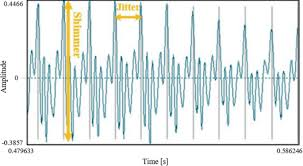 0.4466
Jitter
Shimmer
Amplitude
0
-0.3857
0.479633
0.586246
Time [s]